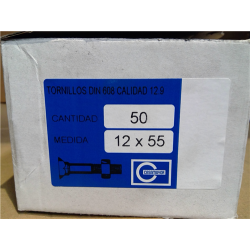 TORNILLOS DIN 608 CALIDAD 12.9
CANTIDAD 50
MEDIDA 12 x 55